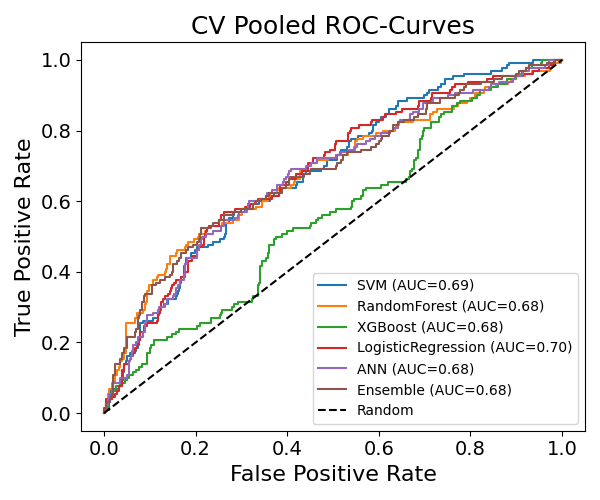 CV Pooled ROC-Curves
True Positive Rate
1.0
0.8
0.6
0.4
0.2
0.0
SVM (AUC=0.69)
RandomForest (AUC=0.68)
XGBoost (AUC=0.68)
LogisticRegression (AUC=0.70)
ANN (AUC=0.68)
Ensemble (AUC=0.68)
Random
0.0 0.2 0.4 0.6 0.8 1.0
False Positive Rate